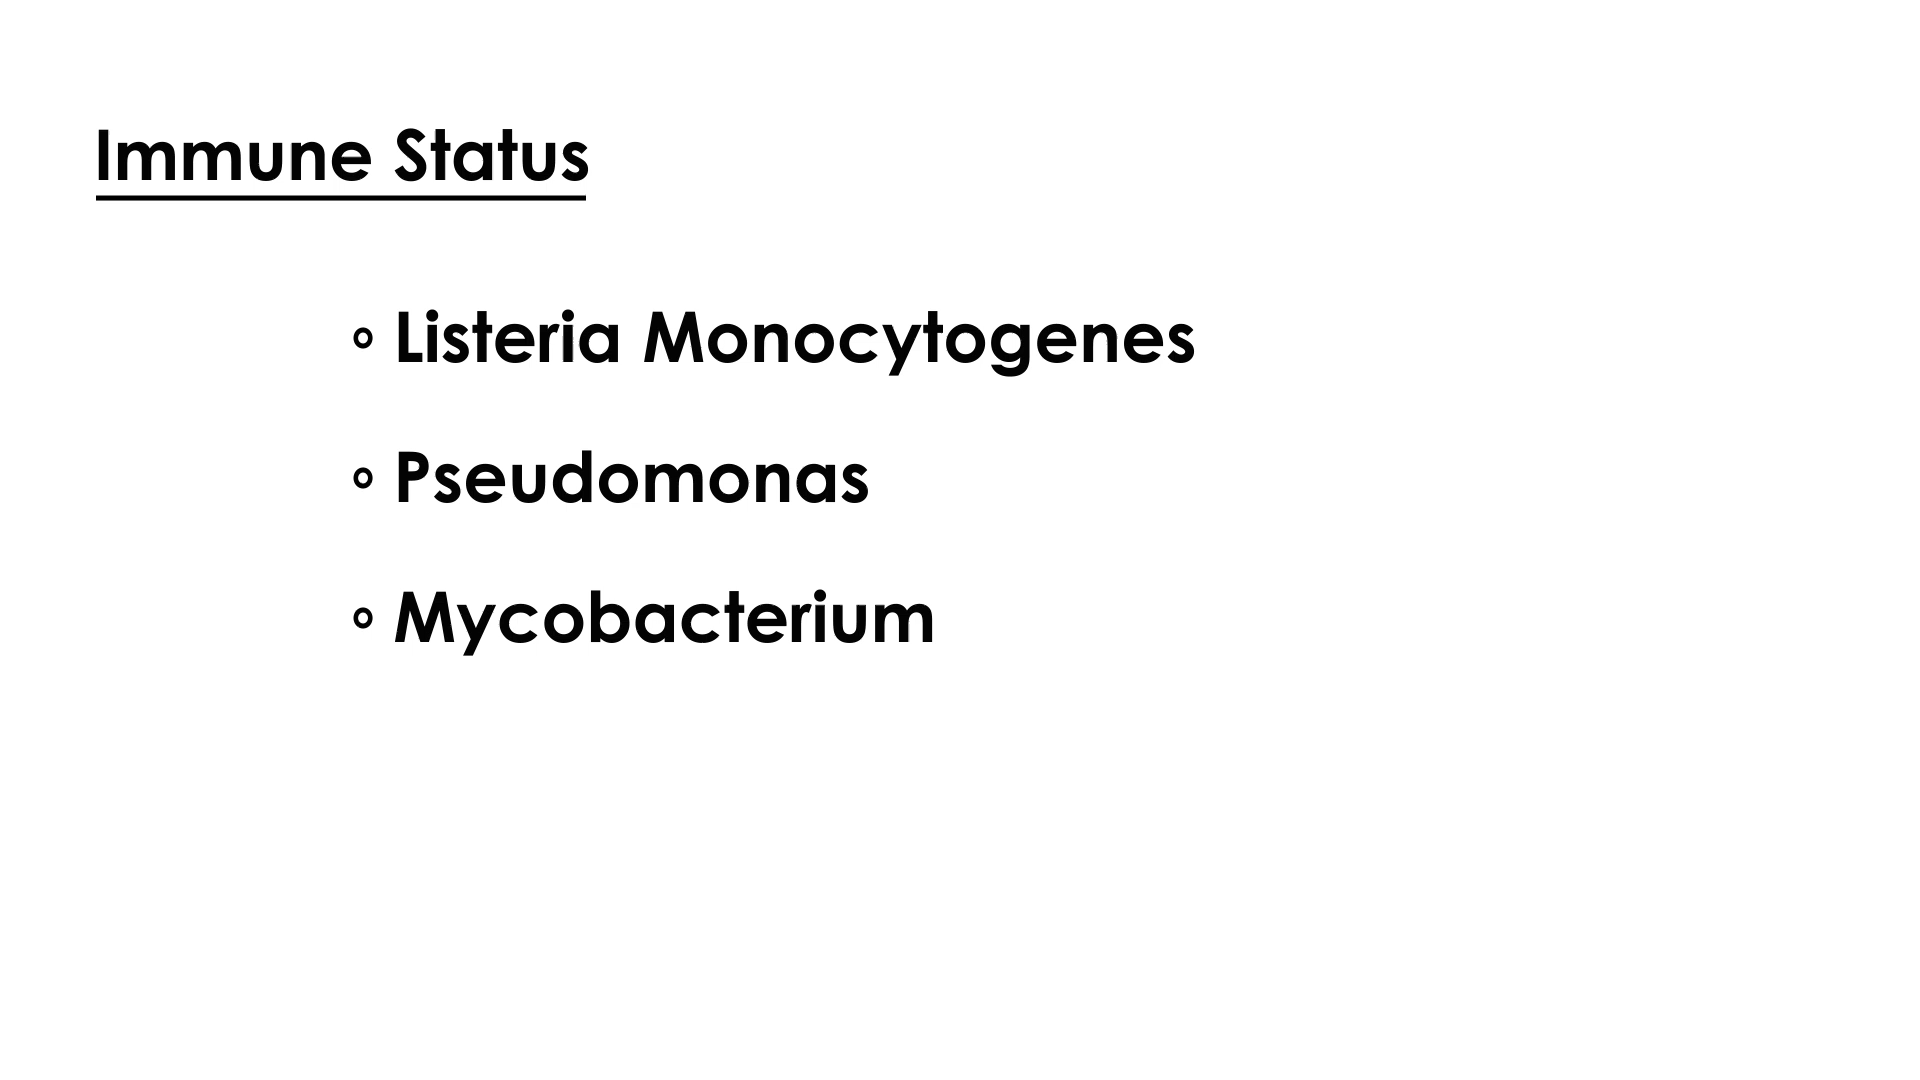 Immune Status
◦ Listeria Monocytogenes
◦ Pseudomonas
◦ Mycobacterium